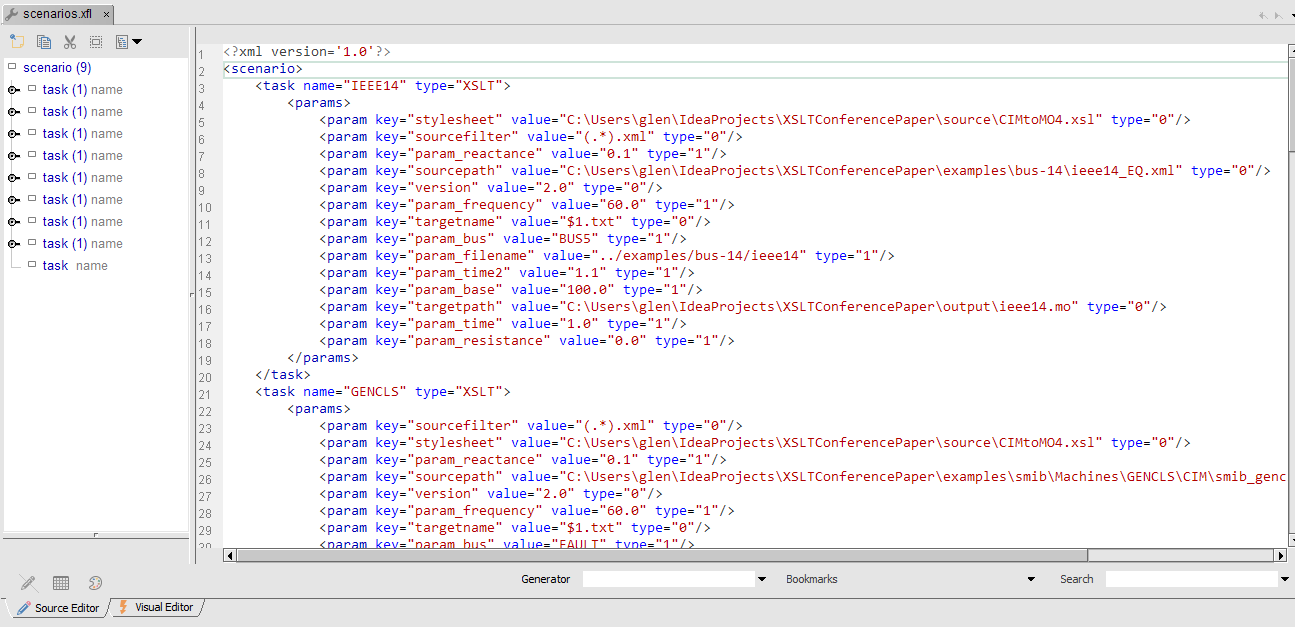 scenarios.xfl ×
scenario (9)
task (1) name
task (1) name
task (1) name
task (1) name
task (1) name
task (1) name
task (1) name
task (1) name
task name
1 <?xml version='1.0'?>
2 <scenario>
3 <task name="IEEE14" type="XSLT">
4 <params>
5 <param key="stylesheet" value="C:\Users\glen\IdeaProjects\XSLTConferencePaper\source\CIMtoMO4.xsl" type="0"/>
6 <param key="sourcefilter" value="(.*).xml" type="0"/>
7 <param key="param_reactance" value="0.1" type="1"/>
8 <param key="sourcepath" value="C:\Users\glen\IdeaProjects\XSLTConferencePaper\examples\bus-14\ieee14_EQ.xml" type="0"/>
9 <param key="version" value="2.0" type="0"/>
10 <param key="param_frequency" value="60.0" type="1"/>
11 <param key="targetname" value="$1.txt" type="0"/>
12 <param key="param_bus" value="BUS5" type="1"/>
13 <param key="param_filename" value="../examples/bus-14/ieee14" type="1"/>
14 <param key="param_time2" value="1.1" type="1"/>
15 <param key="param_base" value="100.0" type="1"/>
16 <param key="targetpath" value="C:\Users\glen\IdeaProjects\XSLTConferencePaper\output\ieee14.mo" type="0"/>
17 <param key="param_time" value="1.0" type="1"/>
18 <param key="param_resistance" value="0.0" type="1"/>
19 </params>
20 </task>
21 <task name="GENCLS" type="XSLT">
22 <params>
23 <param key="sourcefilter" value="(.*).xml" type="0"/>
24 <param key="stylesheet" value="C:\Users\glen\IdeaProjects\XSLTConferencePaper\source\CIMtoMO4.xsl" type="0"/>
25 <param key="param_reactance" value="0.1" type="1"/>
26 <param key="sourcepath" value="C:\Users\glen\IdeaProjects\XSLTConferencePaper\examples\smib\Machines\GENCLS\CIM\smib_genc
27 <param key="version" value="2.0" type="0"/>
28 <param key="param_frequency" value="60.0" type="1"/>
29 <param key="targetname" value="$1.txt" type="0"/>
30 <param key="param_bus" value="FAULT" type="1"/>
Generator Bookmarks Search
Source Editor Visual Editor